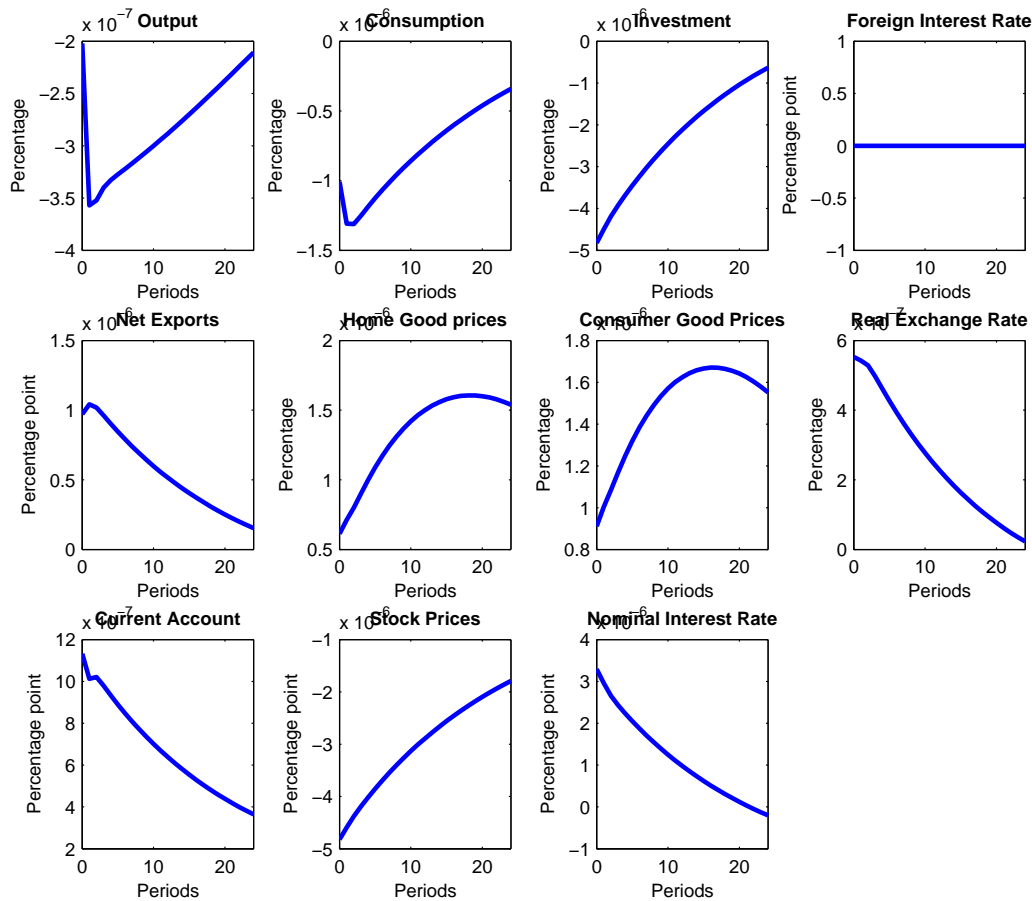 x 10^−7 Output
−2
−2.5
−3
−3.5
−4
0 10 20
Percentage
Periods
x 10^−6 Consumption
0
−0.5
−1
−1.5
0 10 20
Percentage
Periods
x 10^−6 Investment
0
−1
−2
−3
−4
−5
0 10 20
Percentage
Periods
Foreign Interest Rate
1
0.5
0
−0.5
−1
0 10 20
Percentage point
Periods
x 10^−6 Net Exports
1.5
1
0.5
0
0 10 20
Percentage point
Periods
x 10^−6 Home Good prices
2
1.5
1
0.5
0 10 20
Percentage
Periods
x 10^−6 Consumer Good Prices
1.8
1.6
1.4
1.2
1
0.8
0 10 20
Percentage
Periods
x 10^−7 Real Exchange Rate
6
4
2
0
0 10 20
Percentage
Periods
x 10^−7 Current Account
12
10
8
6
4
2
0 10 20
Percentage point
Periods
x 10^−6 Stock Prices
−1
−2
−3
−4
−5
0 10 20
Percentage point
Periods
x 10^−6 Nominal Interest Rate
4
3
2
1
0
−1
0 10 20
Percentage point
Periods